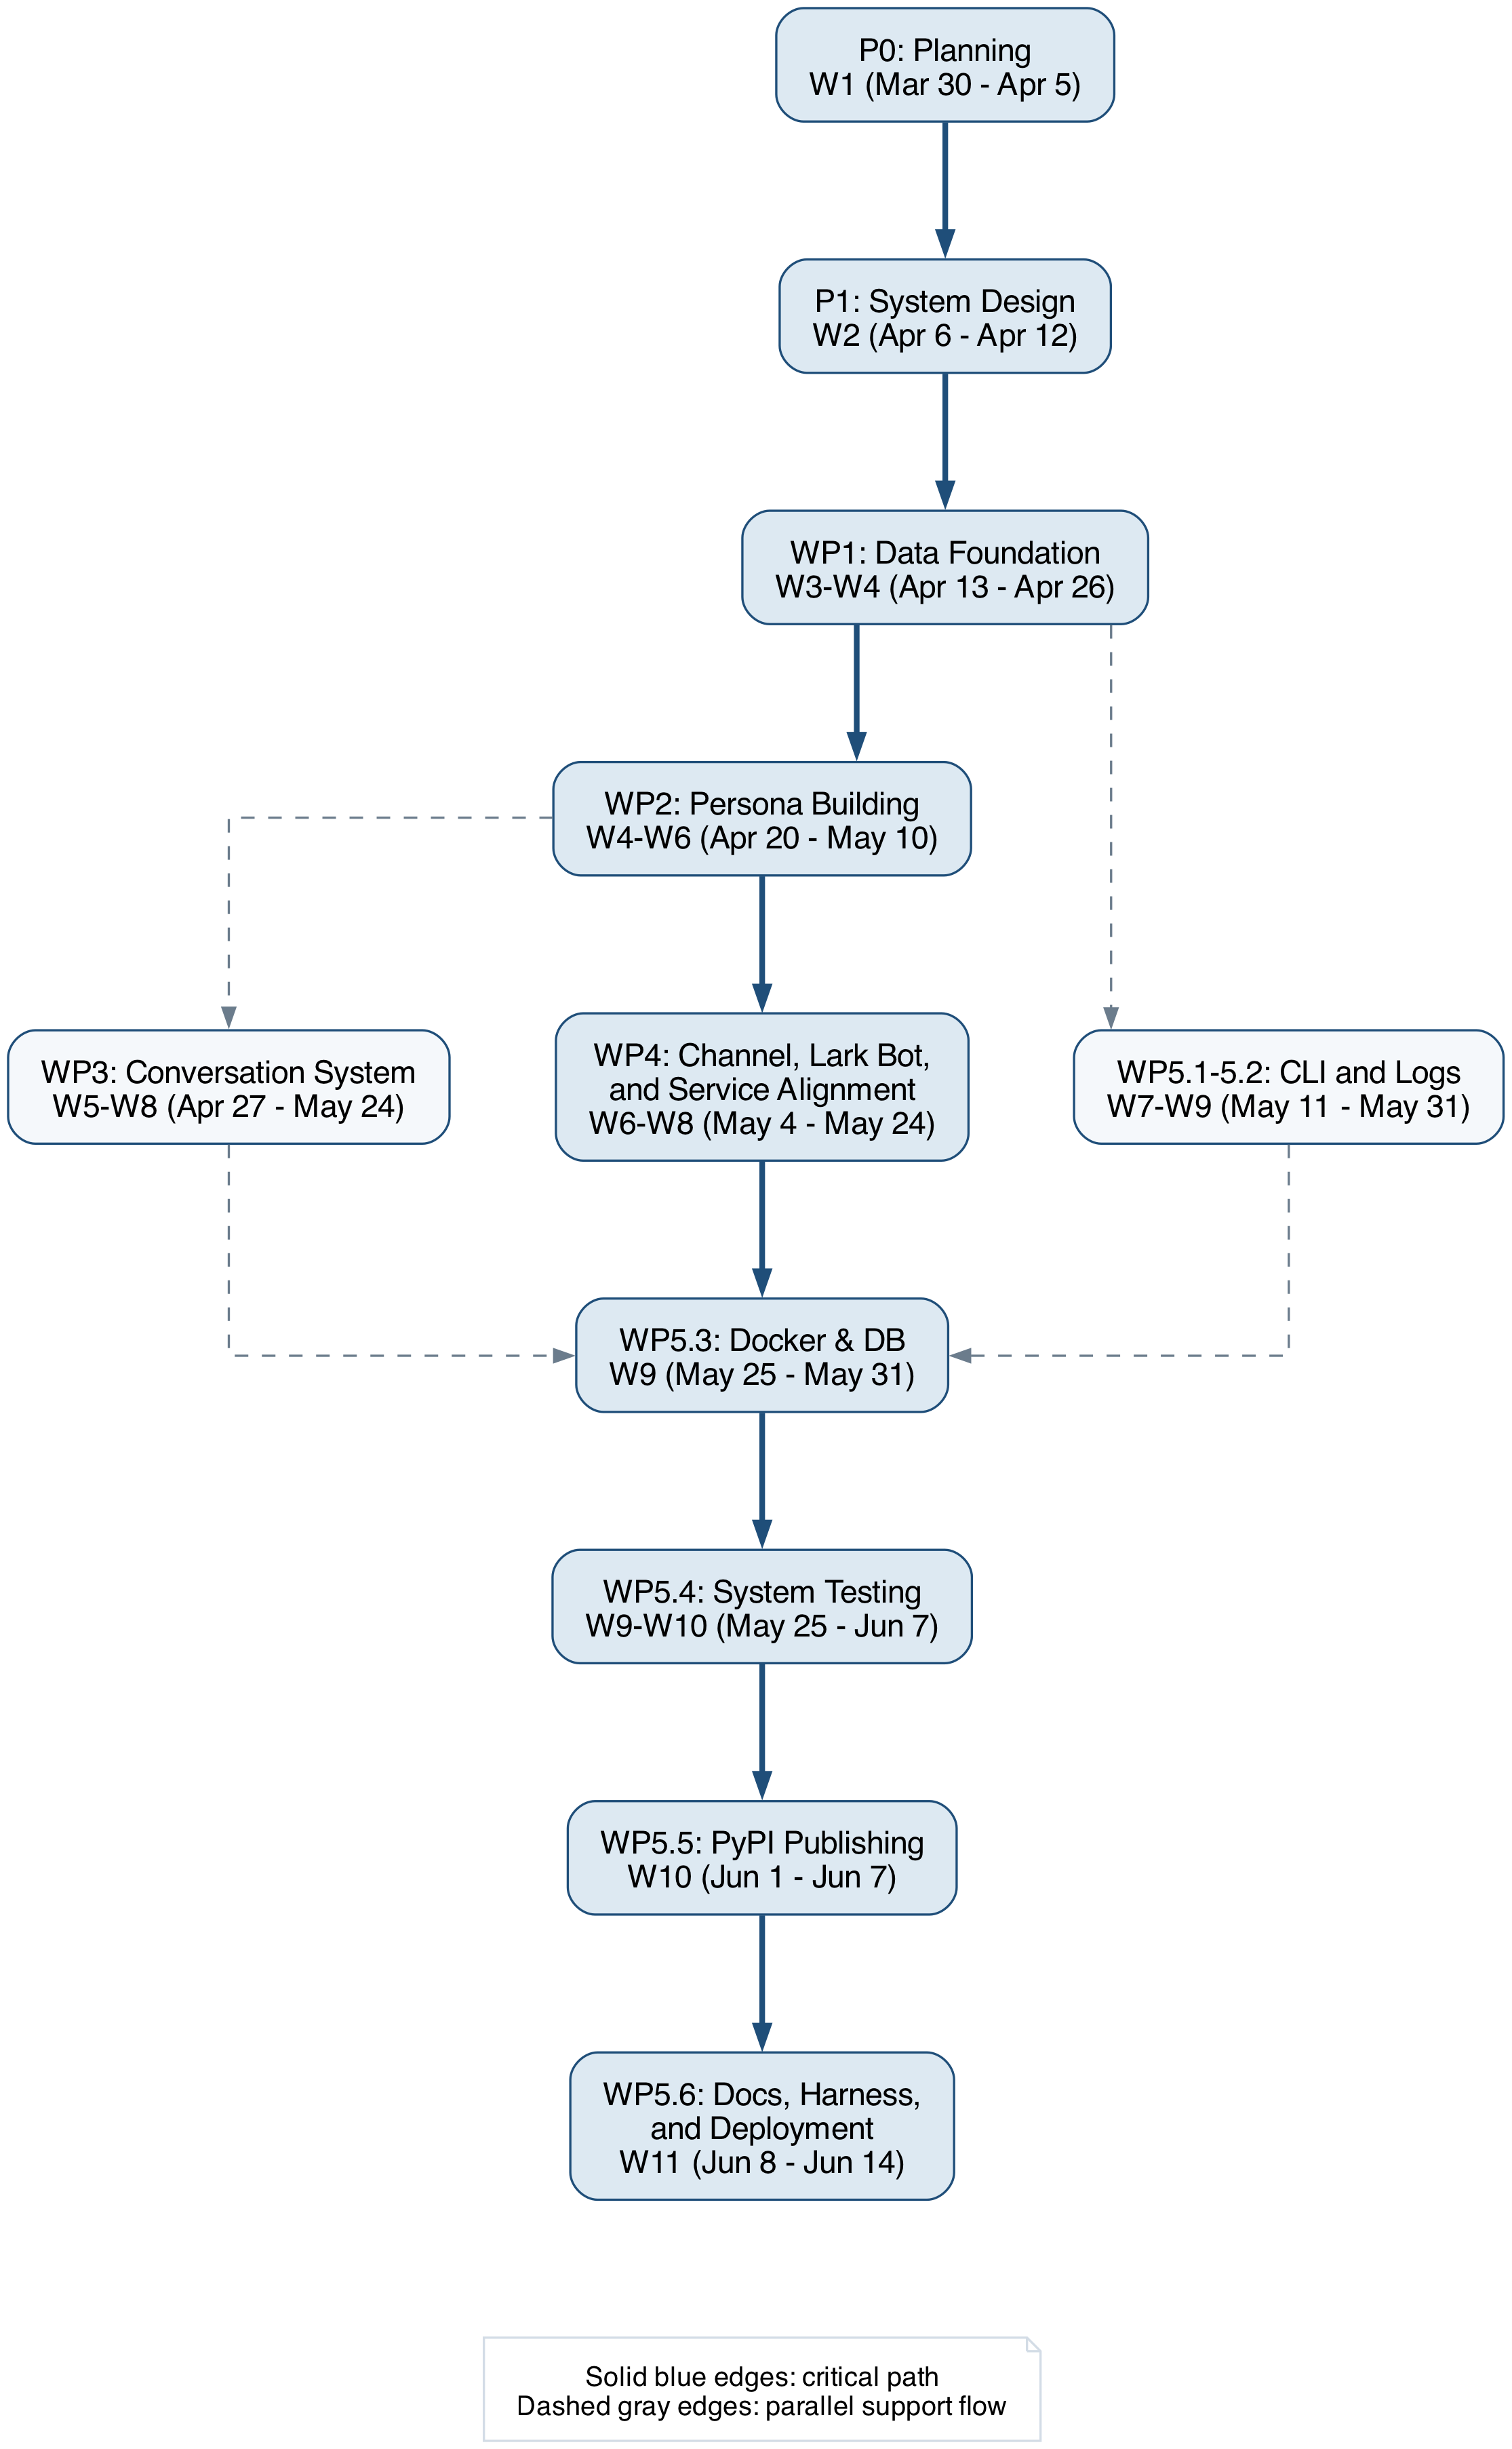 P0: Planning
W1 (Mar 30 - Apr 5)
P1: System Design
W2 (Apr 6 - Apr 12)
WP1: Data Foundation
W3-W4 (Apr 13 - Apr 26)
WP2: Persona Building
W4-W6 (Apr 20 - May 10)
WP3: Conversation System
W5-W8 (Apr 27 - May 24)
WP4: Channel, Lark Bot,
and Service Alignment
W6-W8 (May 4 - May 24)
WP5.1-5.2: CLI and Logs
W7-W9 (May 11 - May 31)
WP5.3: Docker & DB
W9 (May 25 - May 31)
WP5.4: System Testing
W9-W10 (May 25 - Jun 7)
WP5.5: PyPI Publishing
W10 (Jun 1 - Jun 7)
WP5.6: Docs, Harness,
and Deployment
W11 (Jun 8 - Jun 14)
Solid blue edges: critical path
Dashed gray edges: parallel support flow